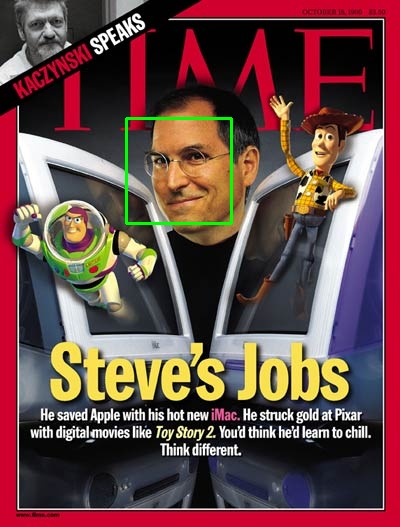 KACZYNSKI SPEAKS
OCTOBER 18, 1999 $3.50
TIME
Steve's Jobs
He saved Apple with his hot new iMac. He struck gold at Pixar
with digital movies like Toy Story 2. You'd think he'd learn to chill.
Think different.
www.time.com